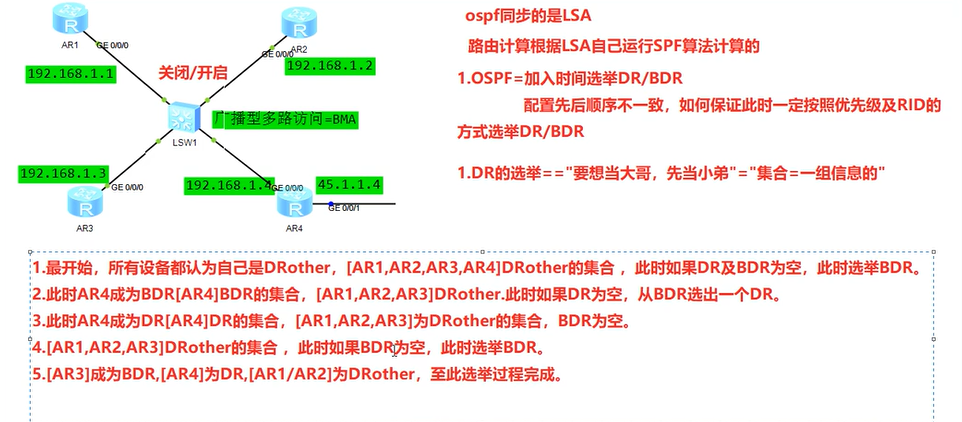 AR1
GE 0/0/0
192.168.1.1
AR2
GE 0/0/0
192.168.1.2
关闭/开启
广播型多路访问=BMA
LSW1
192.168.1.3
GE 0/0/0
AR3
192.168.1.4
GE 0/0/0
45.1.1.4
GE 0/0/1
AR4
ospf同步的是LSA
路由计算根据LSA自己运行SPF算法计算的
1.OSPF=加入时间选举DR/BDR
配置先后顺序不一致，如何保证此时一定按照优先级及RID的
方式选举DR/BDR
1.DR的选举=="要想当大哥，先当小弟"="集合=一组信息的"
1.最开始，所有设备都认为自己是DRother，[AR1,AR2,AR3,AR4]DRother的集合 ，此时如果DR及BDR为空，此时选举BDR。
2.此时AR4成为BDR[AR4]BDR的集合，[AR1,AR2,AR3]DRother.此时如果DR为空，从BDR选出一个DR。
3.此时AR4成为DR[AR4]DR的集合，[AR1,AR2,AR3]为DRother的集合，BDR为空。
4.[AR1,AR2,AR3]DRother的集合 ，此时如果BDR为空，此时选举BDR。
5.[AR3]成为BDR,[AR4]为DR,[AR1/AR2]为DRother，至此选举过程完成。